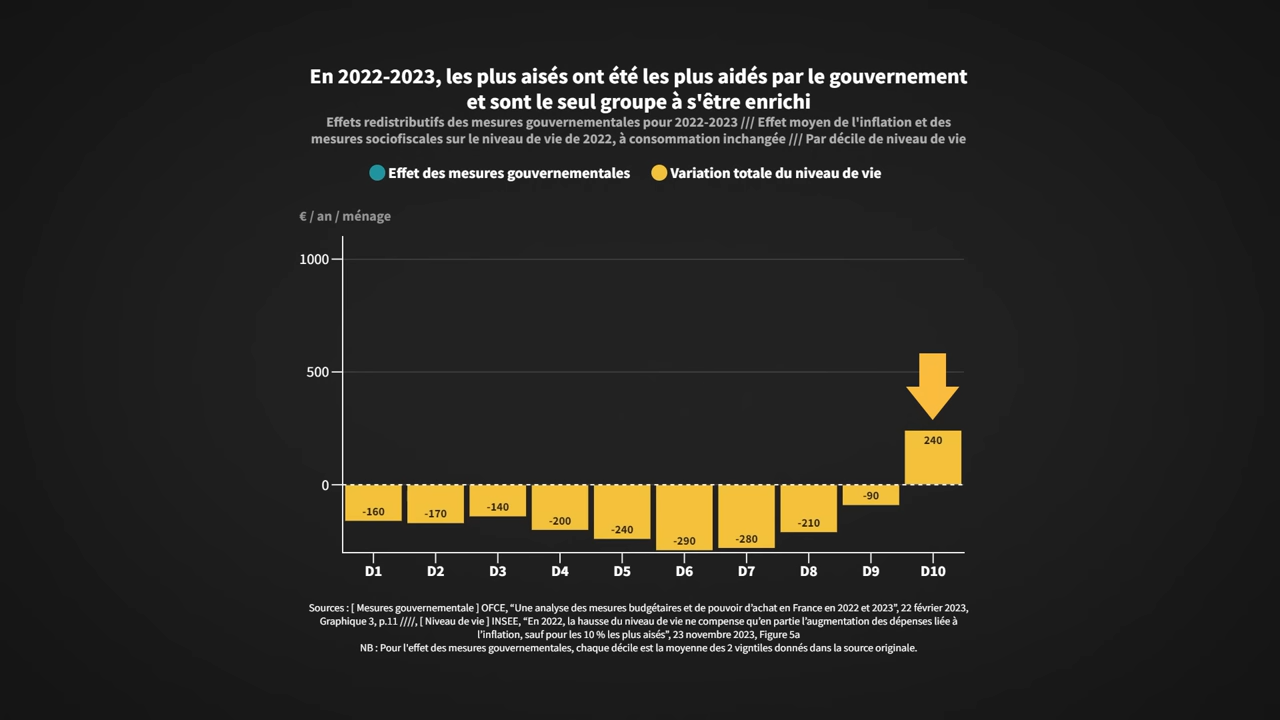 En 2022-2023, les plus aisés ont été les plus aidés par le gouvernement
et sont le seul groupe à s'être enrichi
Effets redistributifs des mesures gouvernementales pour 2022-2023 /// Effet moyen de l'inflation et des
mesures sociofiscales sur le niveau de vie de 2022, à consommation inchangée /// Par décile de niveau de vie
Effet des mesures gouvernementales Variation totale du niveau de vie
€ / an / ménage
1000
500
240
0
-160 -170 -140 -200 -240 -290 -280 -210 -90
D1 D2 D3 D4 D5 D6 D7 D8 D9 D10
Sources : [ Mesures gouvernementale ] OFCE, “Une analyse des mesures budgétaires et de pouvoir d’achat en France en 2022 et 2023”, 22 février 2023,
Graphique 3, p.11 ////, [ Niveau de vie ] INSEE, “En 2022, la hausse du niveau de vie ne compense qu’en partie l’augmentation des dépenses liée à
l’inflation, sauf pour les 10 % les plus aisés”, 23 novembre 2023, Figure 5a
NB : Pour l'effet des mesures gouvernementales, chaque décile est la moyenne des 2 vigntiles donnés dans la source originale.